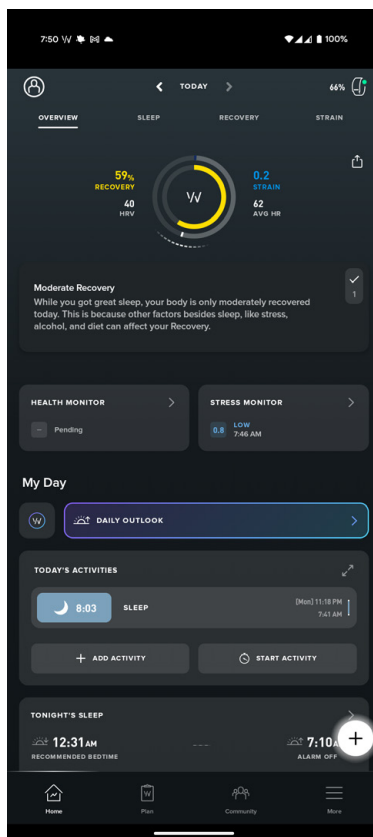 7:50
100%
TODAY
66%
OVERVIEW
SLEEP
RECOVERY
STRAIN
59%
RECOVERY
40
HRV
W
0.2
STRAIN
62
AVG HR
Moderate Recovery
While you got great sleep, your body is only moderately recovered
today. This is because other factors besides sleep, like stress,
alcohol, and diet can affect your Recovery.
1
HEALTH MONITOR
Pending
STRESS MONITOR
0.8
LOW
7:46 AM
My Day
W
DAILY OUTLOOK
TODAY'S ACTIVITIES
8:03 SLEEP
[Mon] 11:18 PM
7:41 AM
+ ADD ACTIVITY
START ACTIVITY
TONIGHT'S SLEEP
12:31 AM
RECOMMENDED BEDTIME
---
7:10
ALARM OFF
+
Home
Plan
Community
More